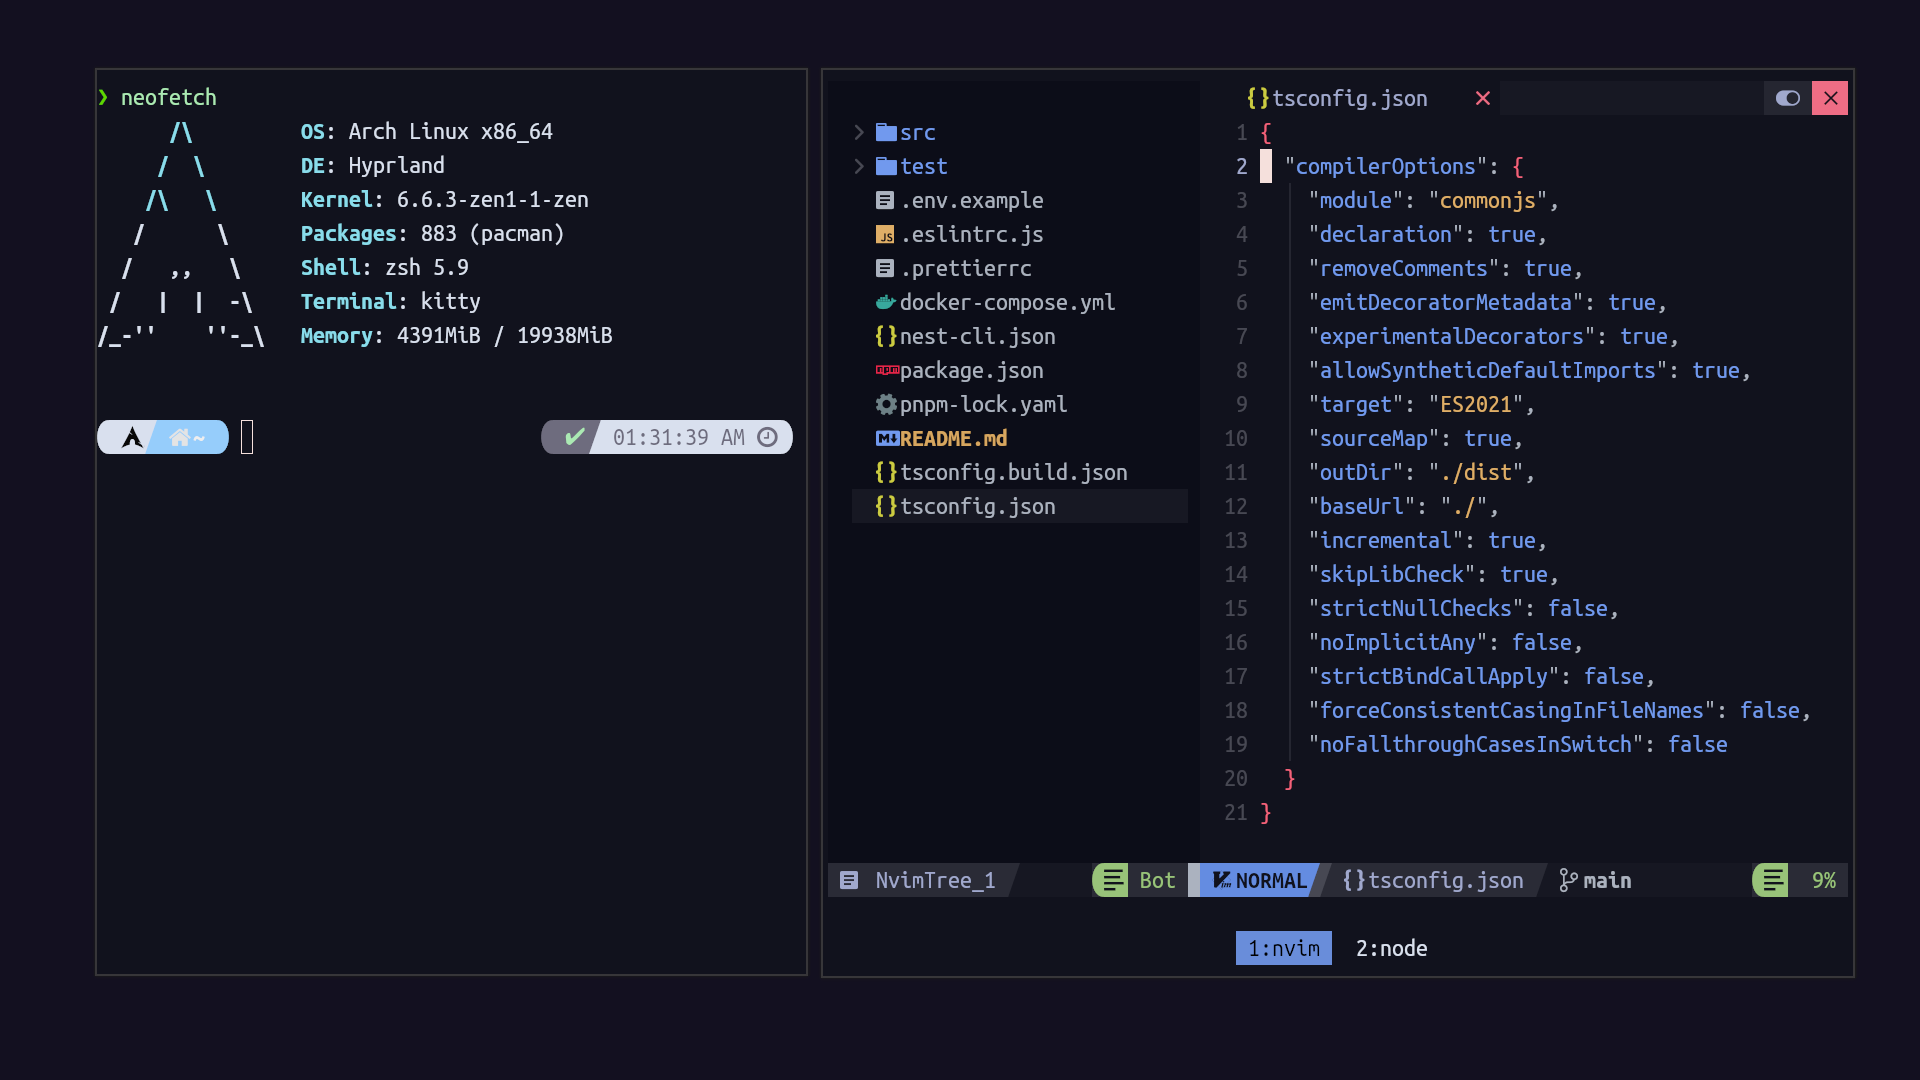 ❯ neofetch
/\ OS: Arch Linux x86_64
/ \ DE: Hyprland
/\ \ Kernel: 6.6.3-zen1-1-zen
/ \ Packages: 883 (pacman)
/ ,, \ Shell: zsh 5.9
/ | | -\ Terminal: kitty
/_-'' ''-_\ Memory: 4391MiB / 19938MiB
~ ✔ 01:31:39 AM
src
test
.env.example
JS .eslintrc.js
.prettierrc
docker-compose.yml
{} nest-cli.json
npm package.json
pnpm-lock.yaml
M↓ README.md
{} tsconfig.build.json
{} tsconfig.json
{} tsconfig.json ✕ ✕
1 {
2 "compilerOptions": {
3 "module": "commonjs",
4 "declaration": true,
5 "removeComments": true,
6 "emitDecoratorMetadata": true,
7 "experimentalDecorators": true,
8 "allowSyntheticDefaultImports": true,
9 "target": "ES2021",
10 "sourceMap": true,
11 "outDir": "./dist",
12 "baseUrl": "./",
13 "incremental": true,
14 "skipLibCheck": true,
15 "strictNullChecks": false,
16 "noImplicitAny": false,
17 "strictBindCallApply": false,
18 "forceConsistentCasingInFileNames": false,
19 "noFallthroughCasesInSwitch": false
20 }
21 }
NvimTree_1 Bot NORMAL {} tsconfig.json main 9%
1:nvim 2:node